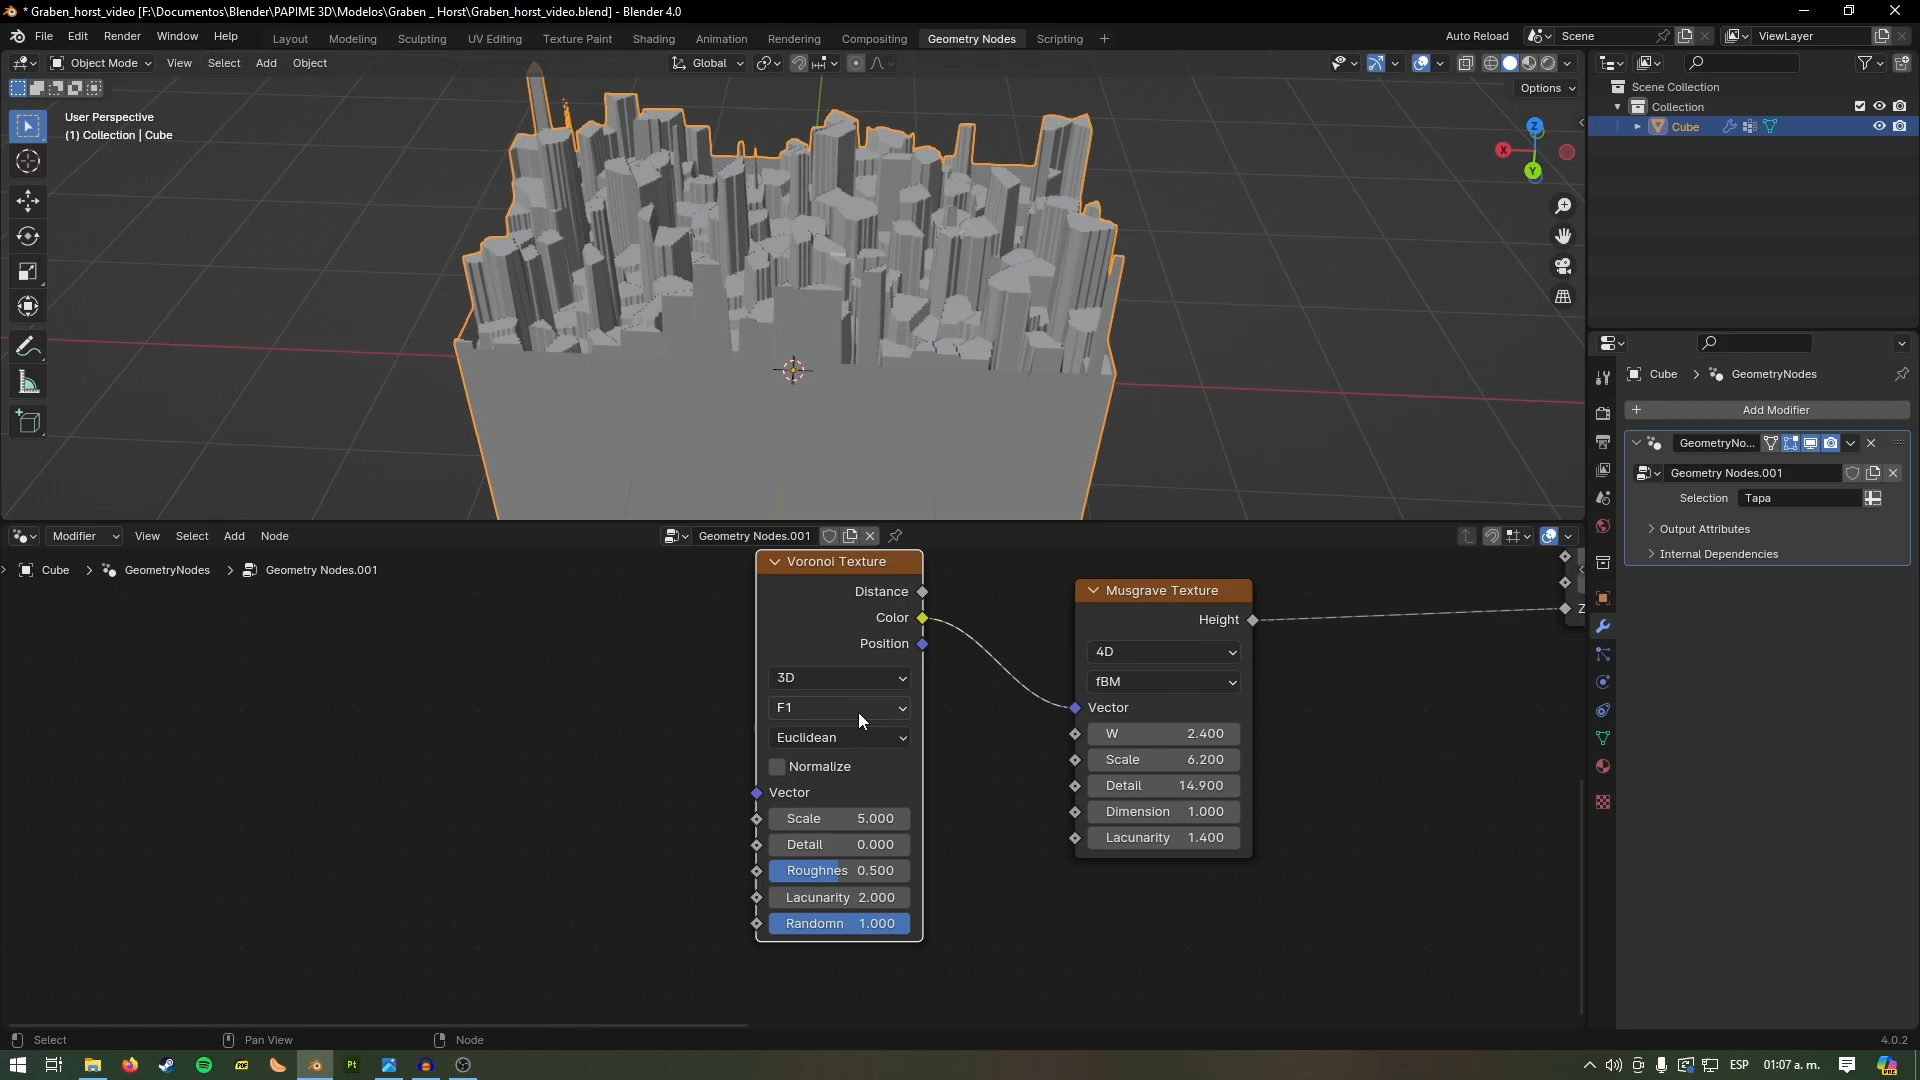 * Graben_horst_video [F:\Documentos\Blender\PAPIME 3D\Modelos\Graben _ Horst\Graben_horst_video.blend] - Blender 4.0
File Edit Render Window Help Layout Modeling Sculpting UV Editing Texture Paint Shading Animation Rendering Compositing Geometry Nodes Scripting + Auto Reload Scene ViewLayer
Object Mode View Select Add Object Global
Options
User Perspective
(1) Collection | Cube
Z
X
Y
Scene Collection
Collection
Cube
Cube > GeometryNodes
+ Add Modifier
GeometryNo...
Geometry Nodes.001
Selection Tapa
Output Attributes
Internal Dependencies
Modifier View Select Add Node Geometry Nodes.001
Cube > GeometryNodes > Geometry Nodes.001
Voronoi Texture
Distance
Color
Position
3D
F1
Euclidean
Normalize
Vector
Scale 5.000
Detail 0.000
Roughnes 0.500
Lacunarity 2.000
Randomn 1.000
Musgrave Texture
Height
4D
fBM
Vector
W 2.400
Scale 6.200
Detail 14.900
Dimension 1.000
Lacunarity 1.400
Z
Select Pan View Node 4.0.2
Pt ESP 01:07 a. m.